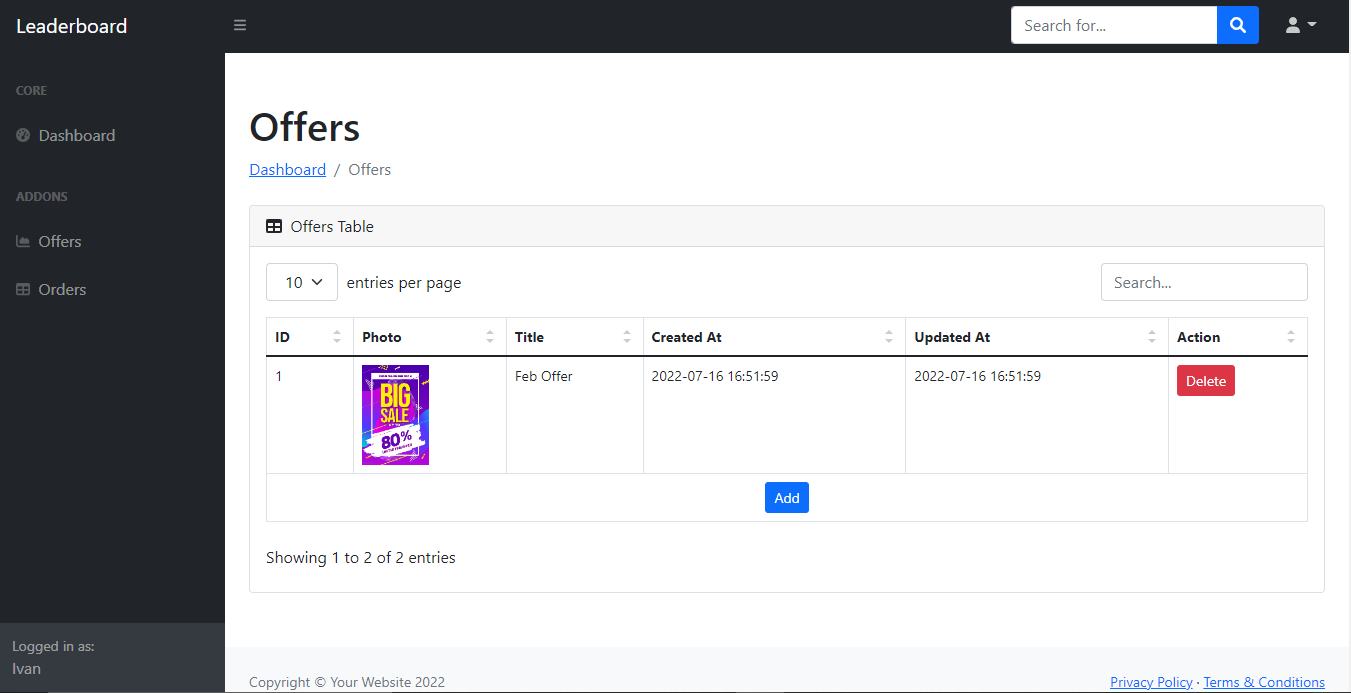 Leaderboard
Search for...
CORE
Dashboard
ADDONS
Offers
Orders
Logged in as:
Ivan
Offers
Dashboard / Offers
Offers Table
10 entries per page
Search...
ID Photo Title Created At Updated At Action
1 Feb Offer 2022-07-16 16:51:59 2022-07-16 16:51:59 Delete
BIG
SALE
80%
Add
Showing 1 to 2 of 2 entries
Copyright © Your Website 2022
Privacy Policy · Terms & Conditions